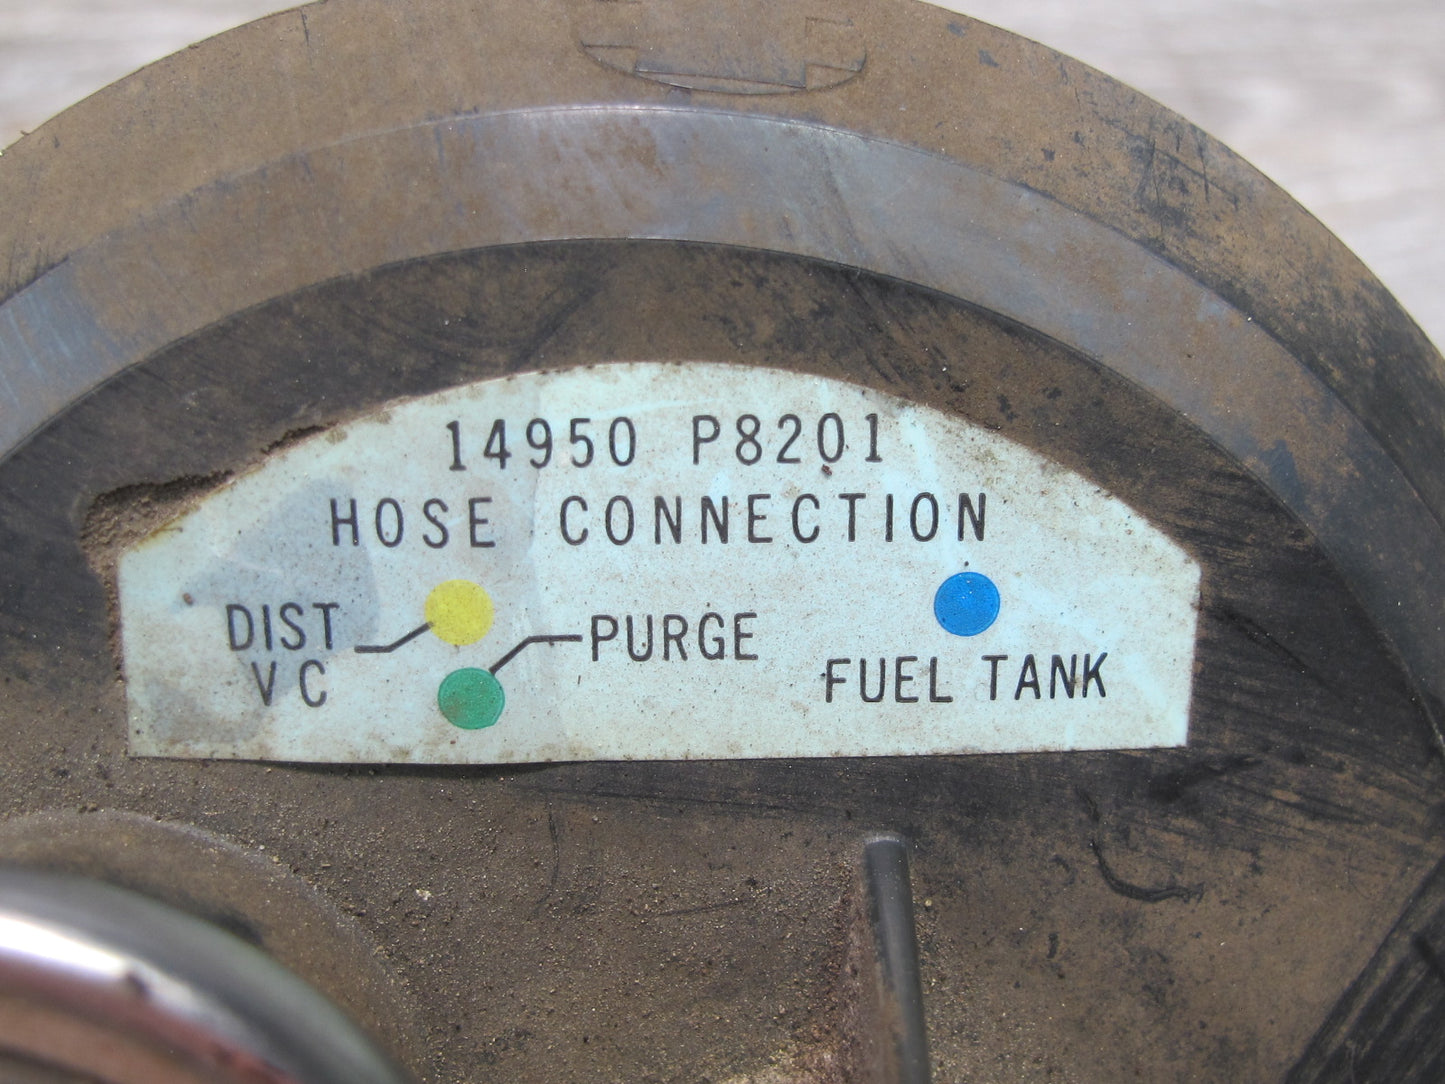 14950 P8201
HOSE CONNECTION
DIST
VC
PURGE
FUEL TANK